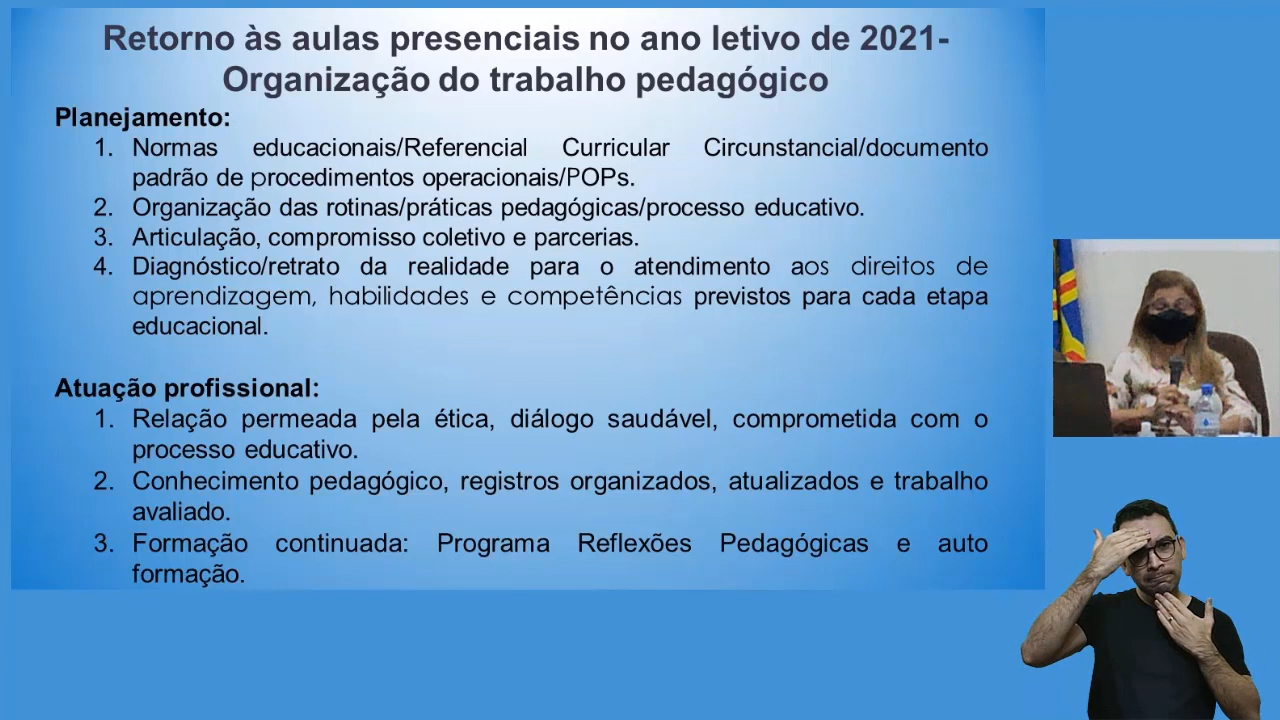 Retorno às aulas presenciais no ano letivo de 2021-
Organização do trabalho pedagógico
Planejamento:
1. Normas educacionais/Referencial Curricular Circunstancial/documento
padrão de procedimentos operacionais/POPs.
2. Organização das rotinas/práticas pedagógicas/processo educativo.
3. Articulação, compromisso coletivo e parcerias.
4. Diagnóstico/retrato da realidade para o atendimento aos direitos de
aprendizagem, habilidades e competências previstos para cada etapa
educacional.
Atuação profissional:
1. Relação permeada pela ética, diálogo saudável, comprometida com o
processo educativo.
2. Conhecimento pedagógico, registros organizados, atualizados e trabalho
avaliado.
3. Formação continuada: Programa Reflexões Pedagógicas e auto
formação.